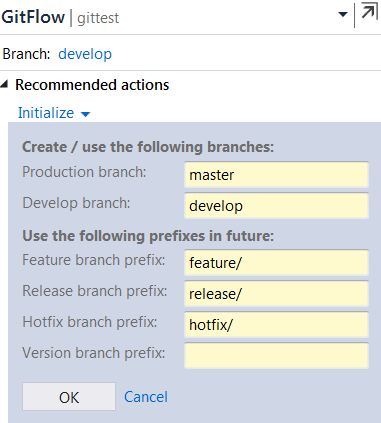 GitFlow | gittest
Branch: develop
Recommended actions
Initialize
Create / use the following branches:
Production branch: master
Develop branch: develop
Use the following prefixes in future:
Feature branch prefix: feature/
Release branch prefix: release/
Hotfix branch prefix: hotfix/
Version branch prefix:
OK Cancel